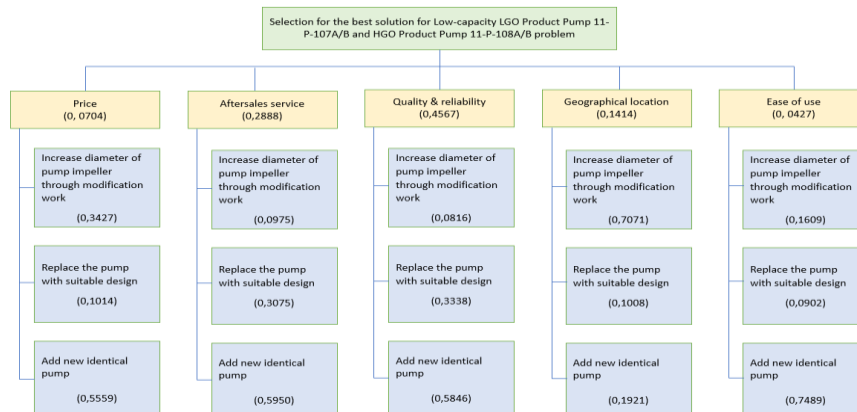 Selection for the best solution for Low-capacity LGO Product Pump 11-
P-107A/B and HGO Product Pump 11-P-108A/B problem
Price
(0, 0704)
Aftersales service
(0,2888)
Quality & reliability
(0,4567)
Geographical location
(0,1414)
Ease of use
(0, 0427)
Increase diameter of
pump impeller
through modification
work
(0,3427)
Increase diameter of
pump impeller
through modification
work
(0,0975)
Increase diameter of
pump impeller
through modification
work
(0,0816)
Increase diameter of
pump impeller
through modification
work
(0,7071)
Increase diameter of
pump impeller
through modification
work
(0,1609)
Replace the pump
with suitable design
(0,1014)
Replace the pump
with suitable design
(0,3075)
Replace the pump
with suitable design
(0,3338)
Replace the pump
with suitable design
(0,1008)
Replace the pump
with suitable design
(0,0902)
Add new identical
pump
(0,5559)
Add new identical
pump
(0,5950)
Add new identical
pump
(0,5846)
Add new identical
pump
(0,1921)
Add new identical
pump
(0,7489)